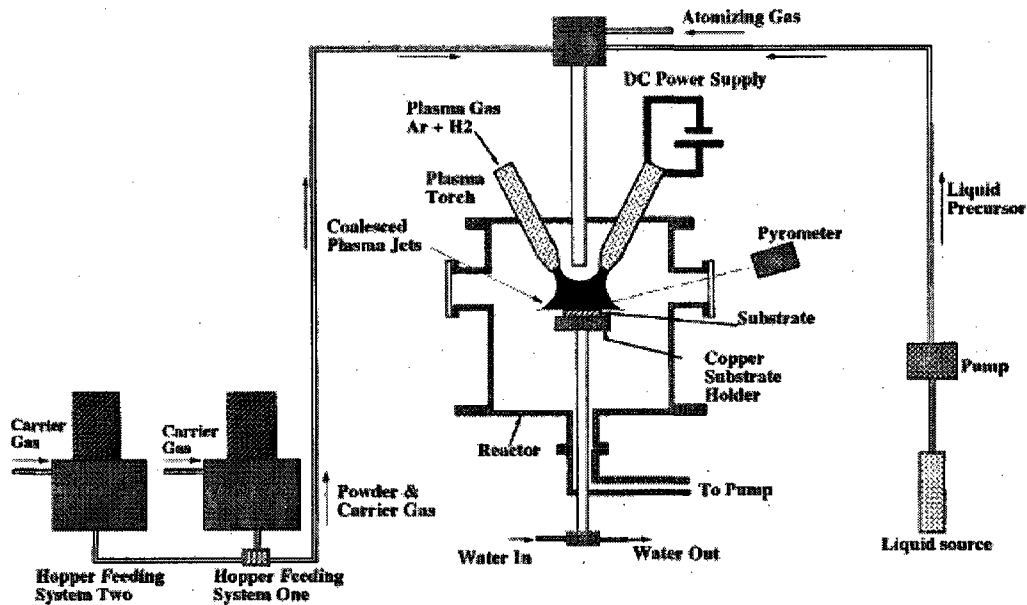 Atomizing Gas
DC Power Supply
Plasma Gas
Ar + H2
Plasma
Torch
Liquid
Precursor
Coalesced
Plasma Jets
Pyrometer
Substrate
Copper
Substrate
Holder
Pump
Carrier
Gas
Carrier
Gas
Reactor
Powder &
Carrier Gas
To Pump
Water In
Water Out
Liquid source
Hopper Feeding
System Two
Hopper Feeding
System One